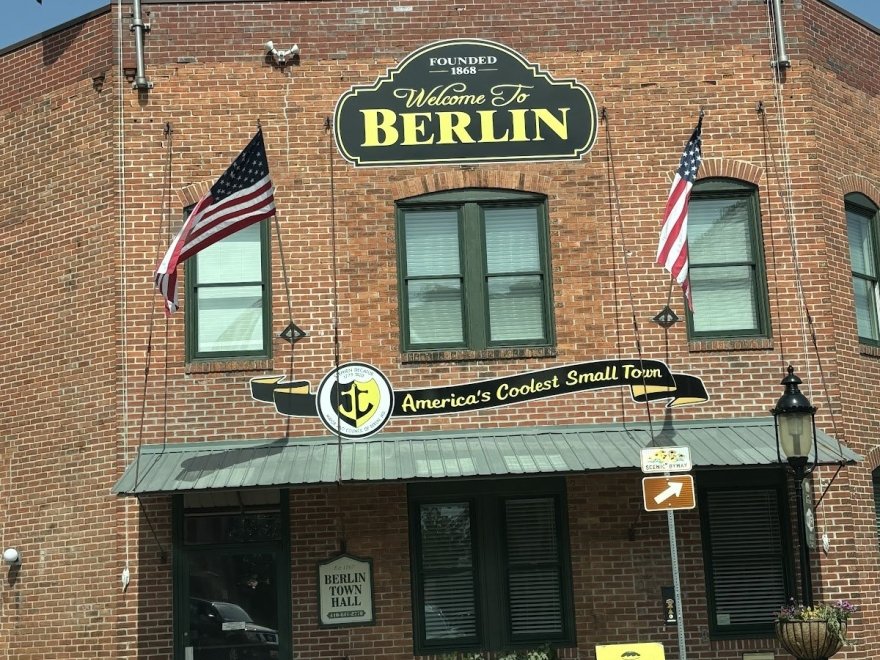 FOUNDED
1868
Welcome To
BERLIN
America's Coolest Small Town
SCENIC BYWAY
BERLIN
TOWN
HALL